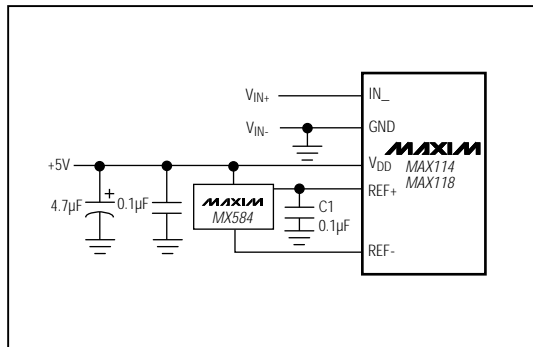 VIN+
IN_
VIN-
GND
MAXIM
+5V
VDD
MAX114
MAX118
REF+
4.7µF
+
0.1µF
MAXIM
MX584
C1
0.1µF
REF-